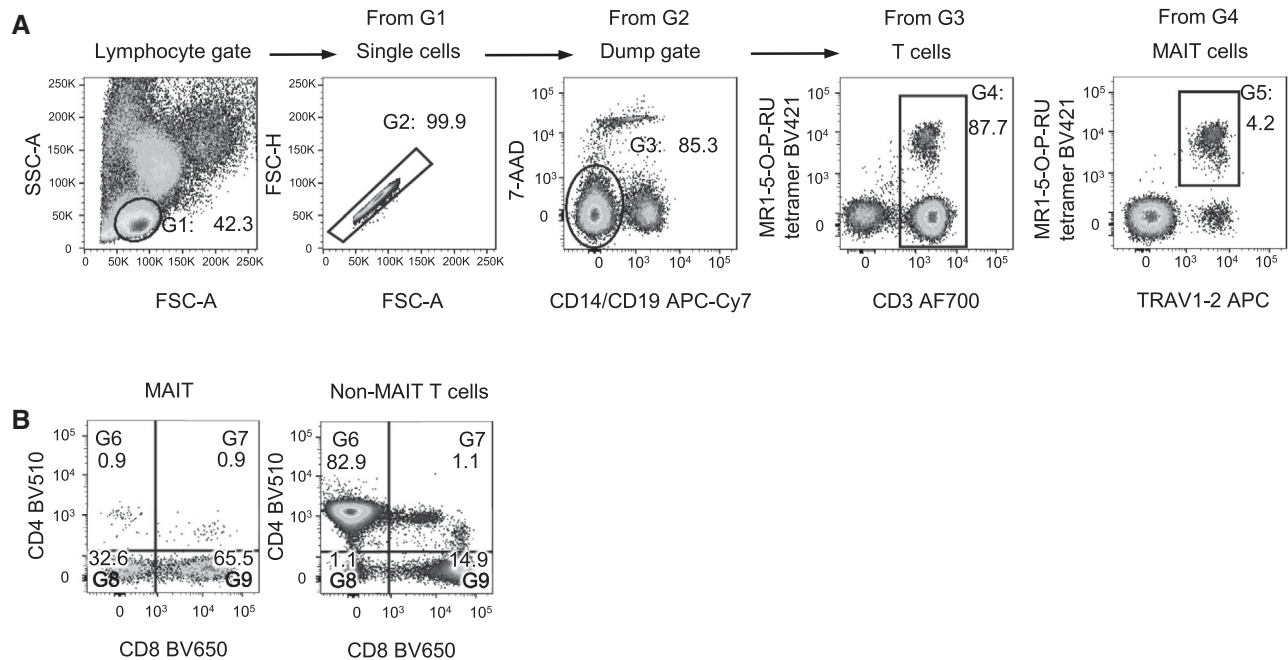 A
From G1
From G2
From G3
From G4
Lymphocyte gate
Single cells
Dump gate
T cells
MAIT cells
250K
200K
150K
100K
50K
0
SSC-A
G1: 42.3
0 50K 100K 150K 200K 250K
FSC-A
250K
200K
150K
100K
50K
0
FSC-H
G2: 99.9
0 50K 100K 150K 200K 250K
FSC-A
10⁵
10⁴
10³
0
7-AAD
G3: 85.3
0 10³ 10⁴ 10⁵
CD14/CD19 APC-Cy7
10⁵
10⁴
10³
0
MR1-5-O-P-RU
tetramer BV421
G4:
87.7
0 10³ 10⁴ 10⁵
CD3 AF700
10⁵
10⁴
10³
0
MR1-5-O-P-RU
tetramer BV421
G5:
4.2
0 10³ 10⁴ 10⁵
TRAV1-2 APC
B
MAIT
Non-MAIT T cells
10⁵
10⁴
10³
0
CD4 BV510
G6
0.9
G7
0.9
32.6
G8
65.5
G9
0 10³ 10⁴ 10⁵
CD8 BV650
10⁵
10⁴
10³
0
CD4 BV510
G6
82.9
G7
1.1
1.1
G8
14.9
G9
0 10³ 10⁴ 10⁵
CD8 BV650